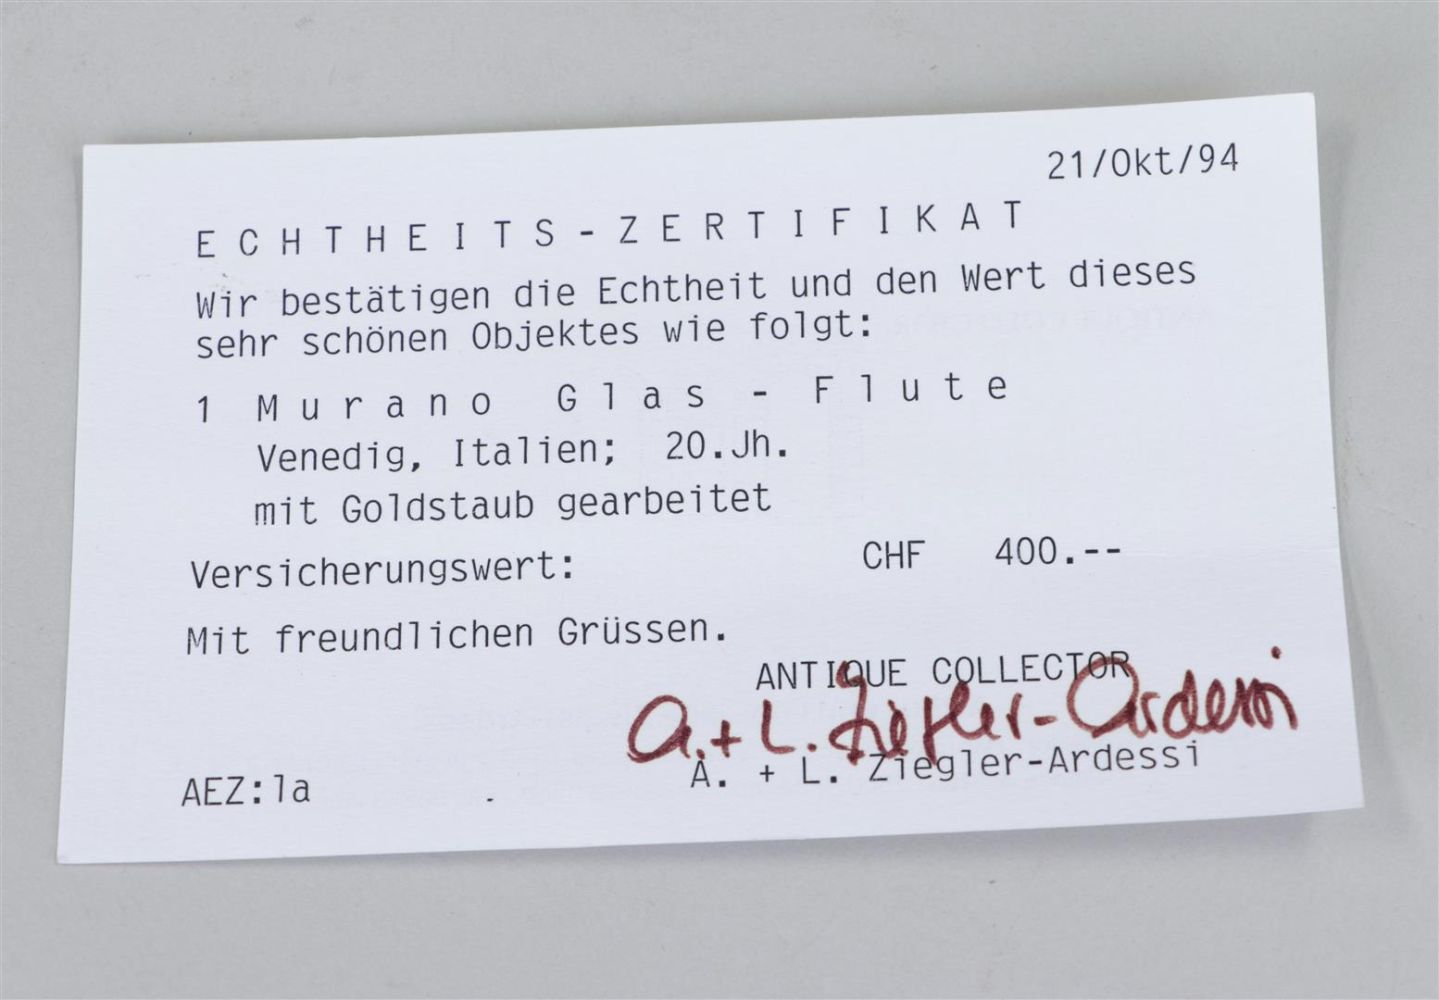 21/Okt/94
ECHTHEITS-ZERTIFIKAT
Wir bestätigen die Echtheit und den Wert dieses
sehr schönen Objektes wie folgt:
1 Murano Glas - Flute
Venedig, Italien; 20.Jh.
mit Goldstaub gearbeitet
Versicherungswert: CHF 400.--
Mit freundlichen Grüssen.
ANTIQUE COLLECTOR
A.+L. Ziegler-Ardessi
A. + L. Ziegler-Ardessi
AEZ:la